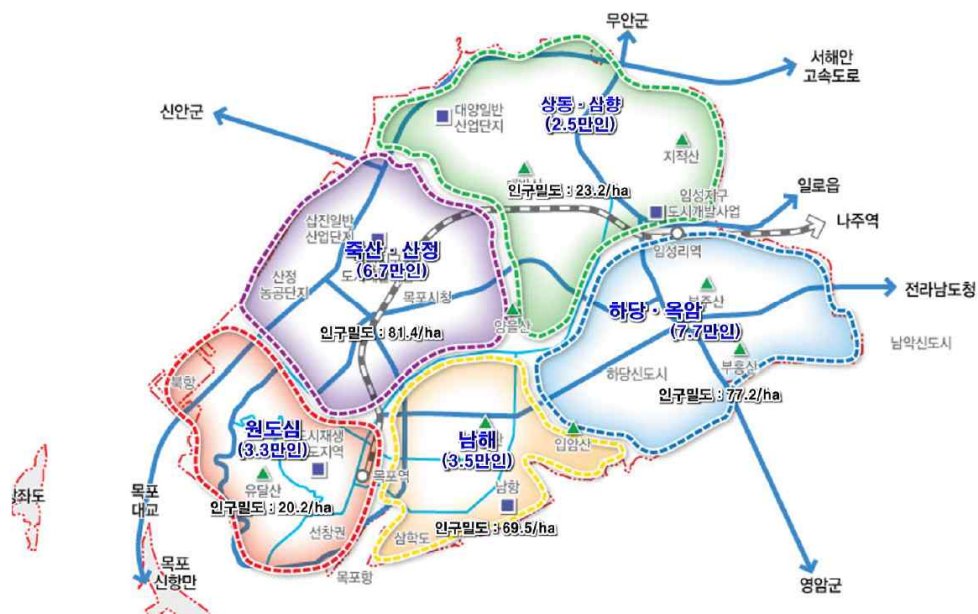 무안군
서해안
고속도로
신안군
상동 · 삼향
(2.5만인)
대양일반
산업단지
지적산
인구밀도 : 23.2/ha
임성지구
도시개발사업
일로읍
나주역
임성리역
삽진일반
산업단지
죽산 · 산정
(6.7만인)
산정
농공단지
목포시청
인구밀도 : 81.4/ha
양을산
부주산
전라남도청
하당 · 옥암
(7.7만인)
남악신도시
부흥산
하당신도시
인구밀도 : 77.2/ha
북항
원도심
(3.3만인)
유달산
목포역
인구밀도 : 20.2/ha
선창권
남해
(3.5만인)
입암산
남항
인구밀도 : 69.5/ha
삼학도
목포항
목포
대교
목포
신항만
영암군